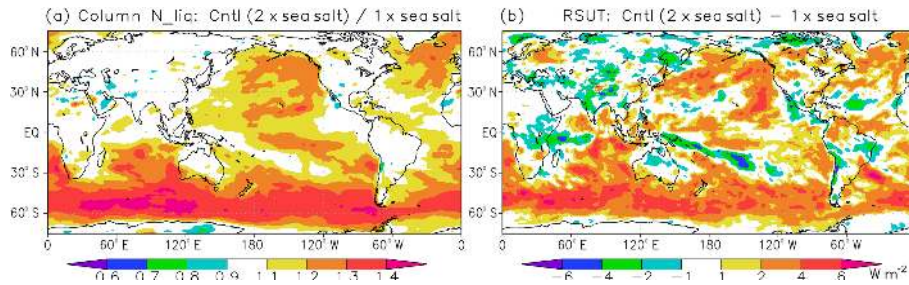 (a) Column N_liq: Cntl (2 x sea salt) / 1 x sea salt
60°N
30°N
EQ
30°S
60°S
0 60°E 120°E 180 120°W 60°W 0
0.6 0.7 0.8 0.9 1 1.1 1.2 1.3 1.4
(b) RSUT: Cntl (2 x sea salt) − 1 x sea salt
60°N
30°N
EQ
30°S
60°S
0 60°E 120°E 180 120°W 60°W 0
-6 -4 -2 -1 1 2 4 6 W m-2